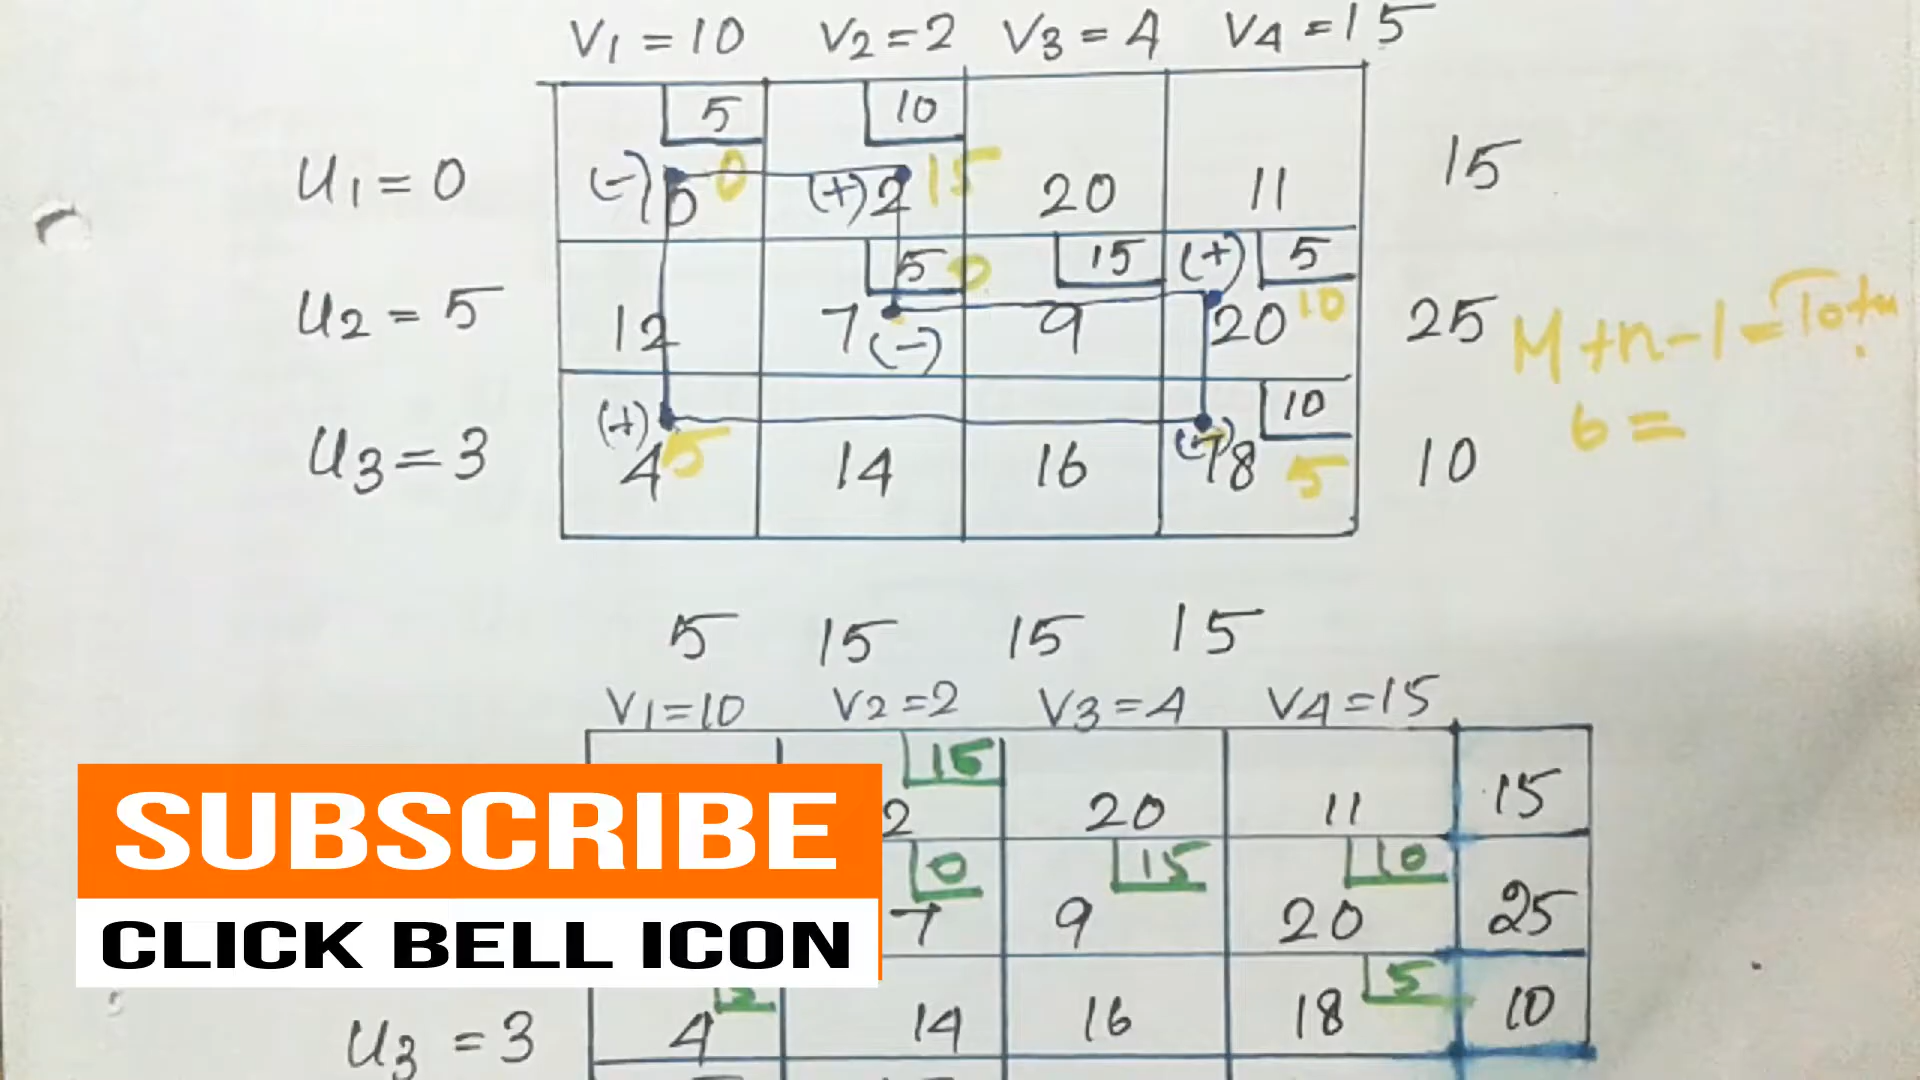 V1 = 10 V2 = 2 V3 = 4 V4 = 15
5 10
U1 = 0 (-) 10 0 (+) 2 15 20 11 15
5 0 15 (+) 5
U2 = 5 12 7 (-) 9 20 10 25 M+n-1 = Total
6 =
(+) 10
U3 = 3 4 5 14 16 (-) 18 5 10
5 15 15 15
V1=10 V2=2 V3=4 V4=15
15
2 20 11 15
0 15 10
7 9 20 25
SUBSCRIBE
CLICK BELL ICON
5 5
U3 = 3 4 14 16 18 10